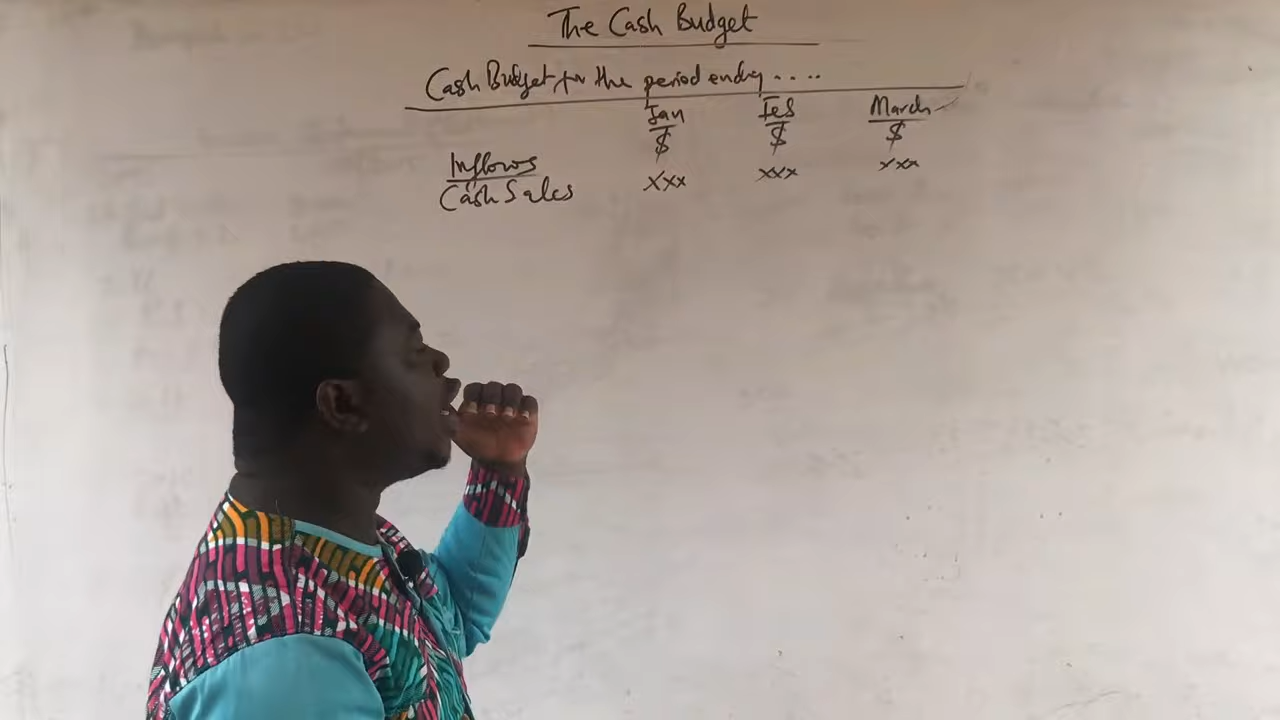 The Cash Budget
Cash Budget for the period ending ....
Jan Feb March
$ $ $
Inflows
Cash Sales xxx xxx xxx